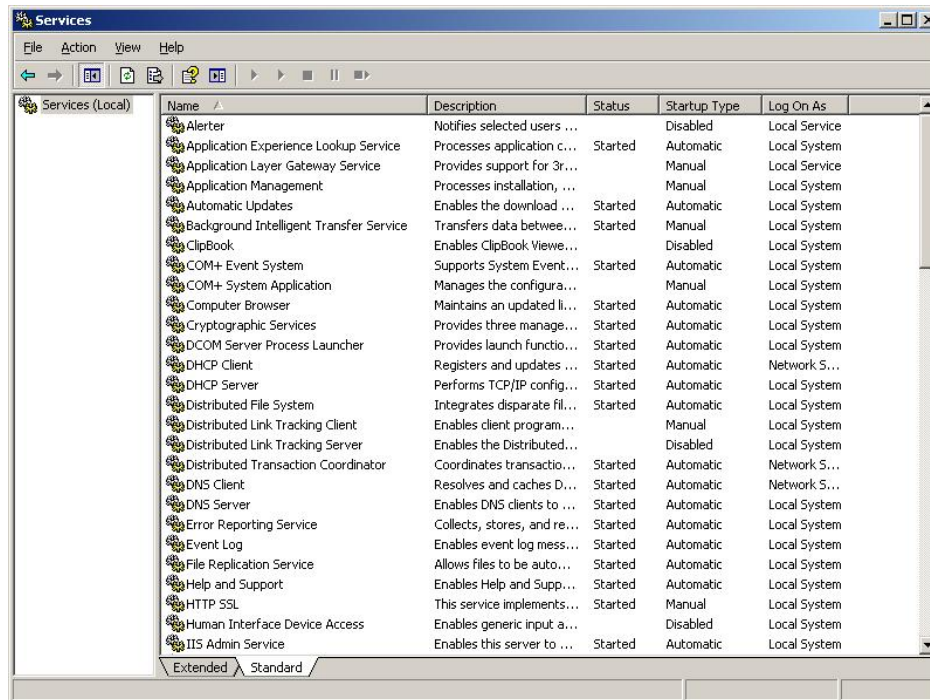 Services
File Action View Help
Services (Local)
Name Description Status Startup Type Log On As
Alerter Notifies selected users ... Disabled Local Service
Application Experience Lookup Service Processes application c... Started Automatic Local System
Application Layer Gateway Service Provides support for 3r... Manual Local Service
Application Management Processes installation, ... Manual Local System
Automatic Updates Enables the download ... Started Automatic Local System
Background Intelligent Transfer Service Transfers data betwee... Started Manual Local System
ClipBook Enables ClipBook Viewe... Disabled Local System
COM+ Event System Supports System Event... Started Automatic Local System
COM+ System Application Manages the configura... Manual Local System
Computer Browser Maintains an updated li... Started Automatic Local System
Cryptographic Services Provides three manage... Started Automatic Local System
DCOM Server Process Launcher Provides launch functio... Started Automatic Local System
DHCP Client Registers and updates ... Started Automatic Network S...
DHCP Server Performs TCP/IP config... Started Automatic Local System
Distributed File System Integrates disparate fil... Started Automatic Local System
Distributed Link Tracking Client Enables client program... Manual Local System
Distributed Link Tracking Server Enables the Distributed... Disabled Local System
Distributed Transaction Coordinator Coordinates transactio... Started Automatic Network S...
DNS Client Resolves and caches D... Started Automatic Network S...
DNS Server Enables DNS clients to ... Started Automatic Local System
Error Reporting Service Collects, stores, and re... Started Automatic Local System
Event Log Enables event log mess... Started Automatic Local System
File Replication Service Allows files to be auto... Started Automatic Local System
Help and Support Enables Help and Supp... Started Automatic Local System
HTTP SSL This service implements... Started Manual Local System
Human Interface Device Access Enables generic input a... Disabled Local System
IIS Admin Service Enables this server to ... Started Automatic Local System
Extended Standard